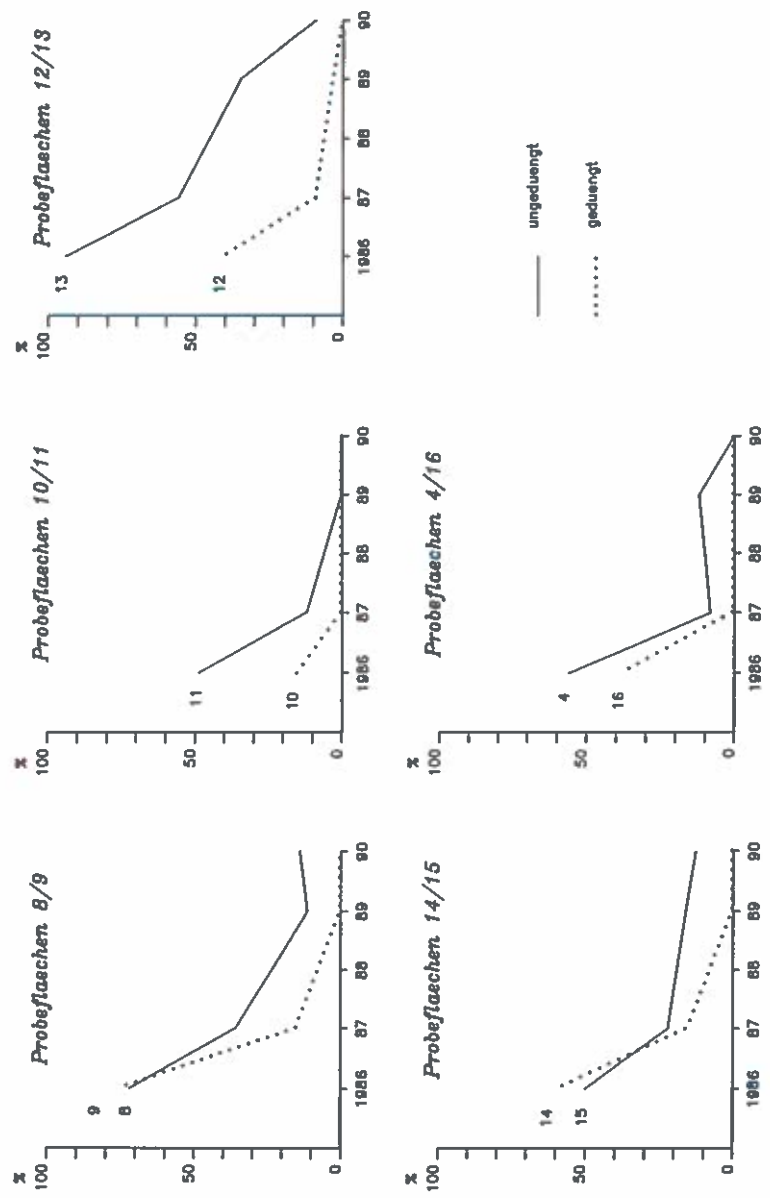 Probeflaechen 8/9
%
100
50
0
9
8
1986 87 88 89 90
Probeflaechen 10/11
%
100
50
0
11
10
1986 87 88 89 90
Probeflaechen 12/13
%
100
50
0
13
12
1986 87 88 89 90
Probeflaechen 14/15
%
100
50
0
14
15
1986 87 88 89 90
Probeflaechen 4/16
%
100
50
0
4
16
1986 87 88 89 90
ungeduengt
geduengt